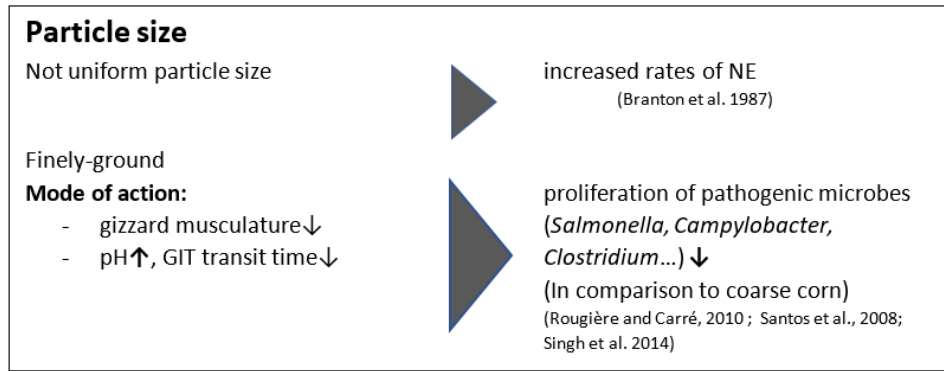 Particle size
Not uniform particle size
increased rates of NE
(Branton et al. 1987)
Finely-ground
Mode of action:
- gizzard musculature↓
- pH↑, GIT transit time↓
proliferation of pathogenic microbes
(Salmonella, Campylobacter,
Clostridium…) ↓
(In comparison to coarse corn)
(Rougière and Carré, 2010 ; Santos et al., 2008;
Singh et al. 2014)